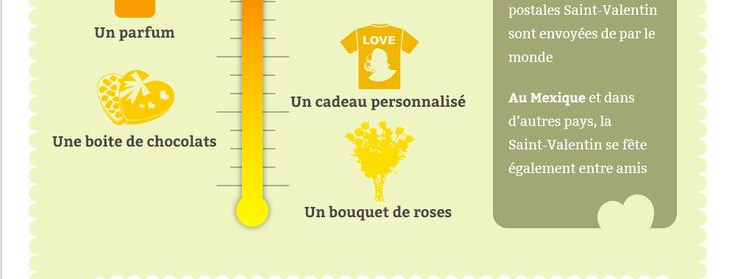 Un parfum
Une boite de chocolats
LOVE
Un cadeau personnalisé
Un bouquet de roses
postales Saint-Valentin
sont envoyées de par le
monde
Au Mexique et dans
d’autres pays, la
Saint-Valentin se fête
également entre amis